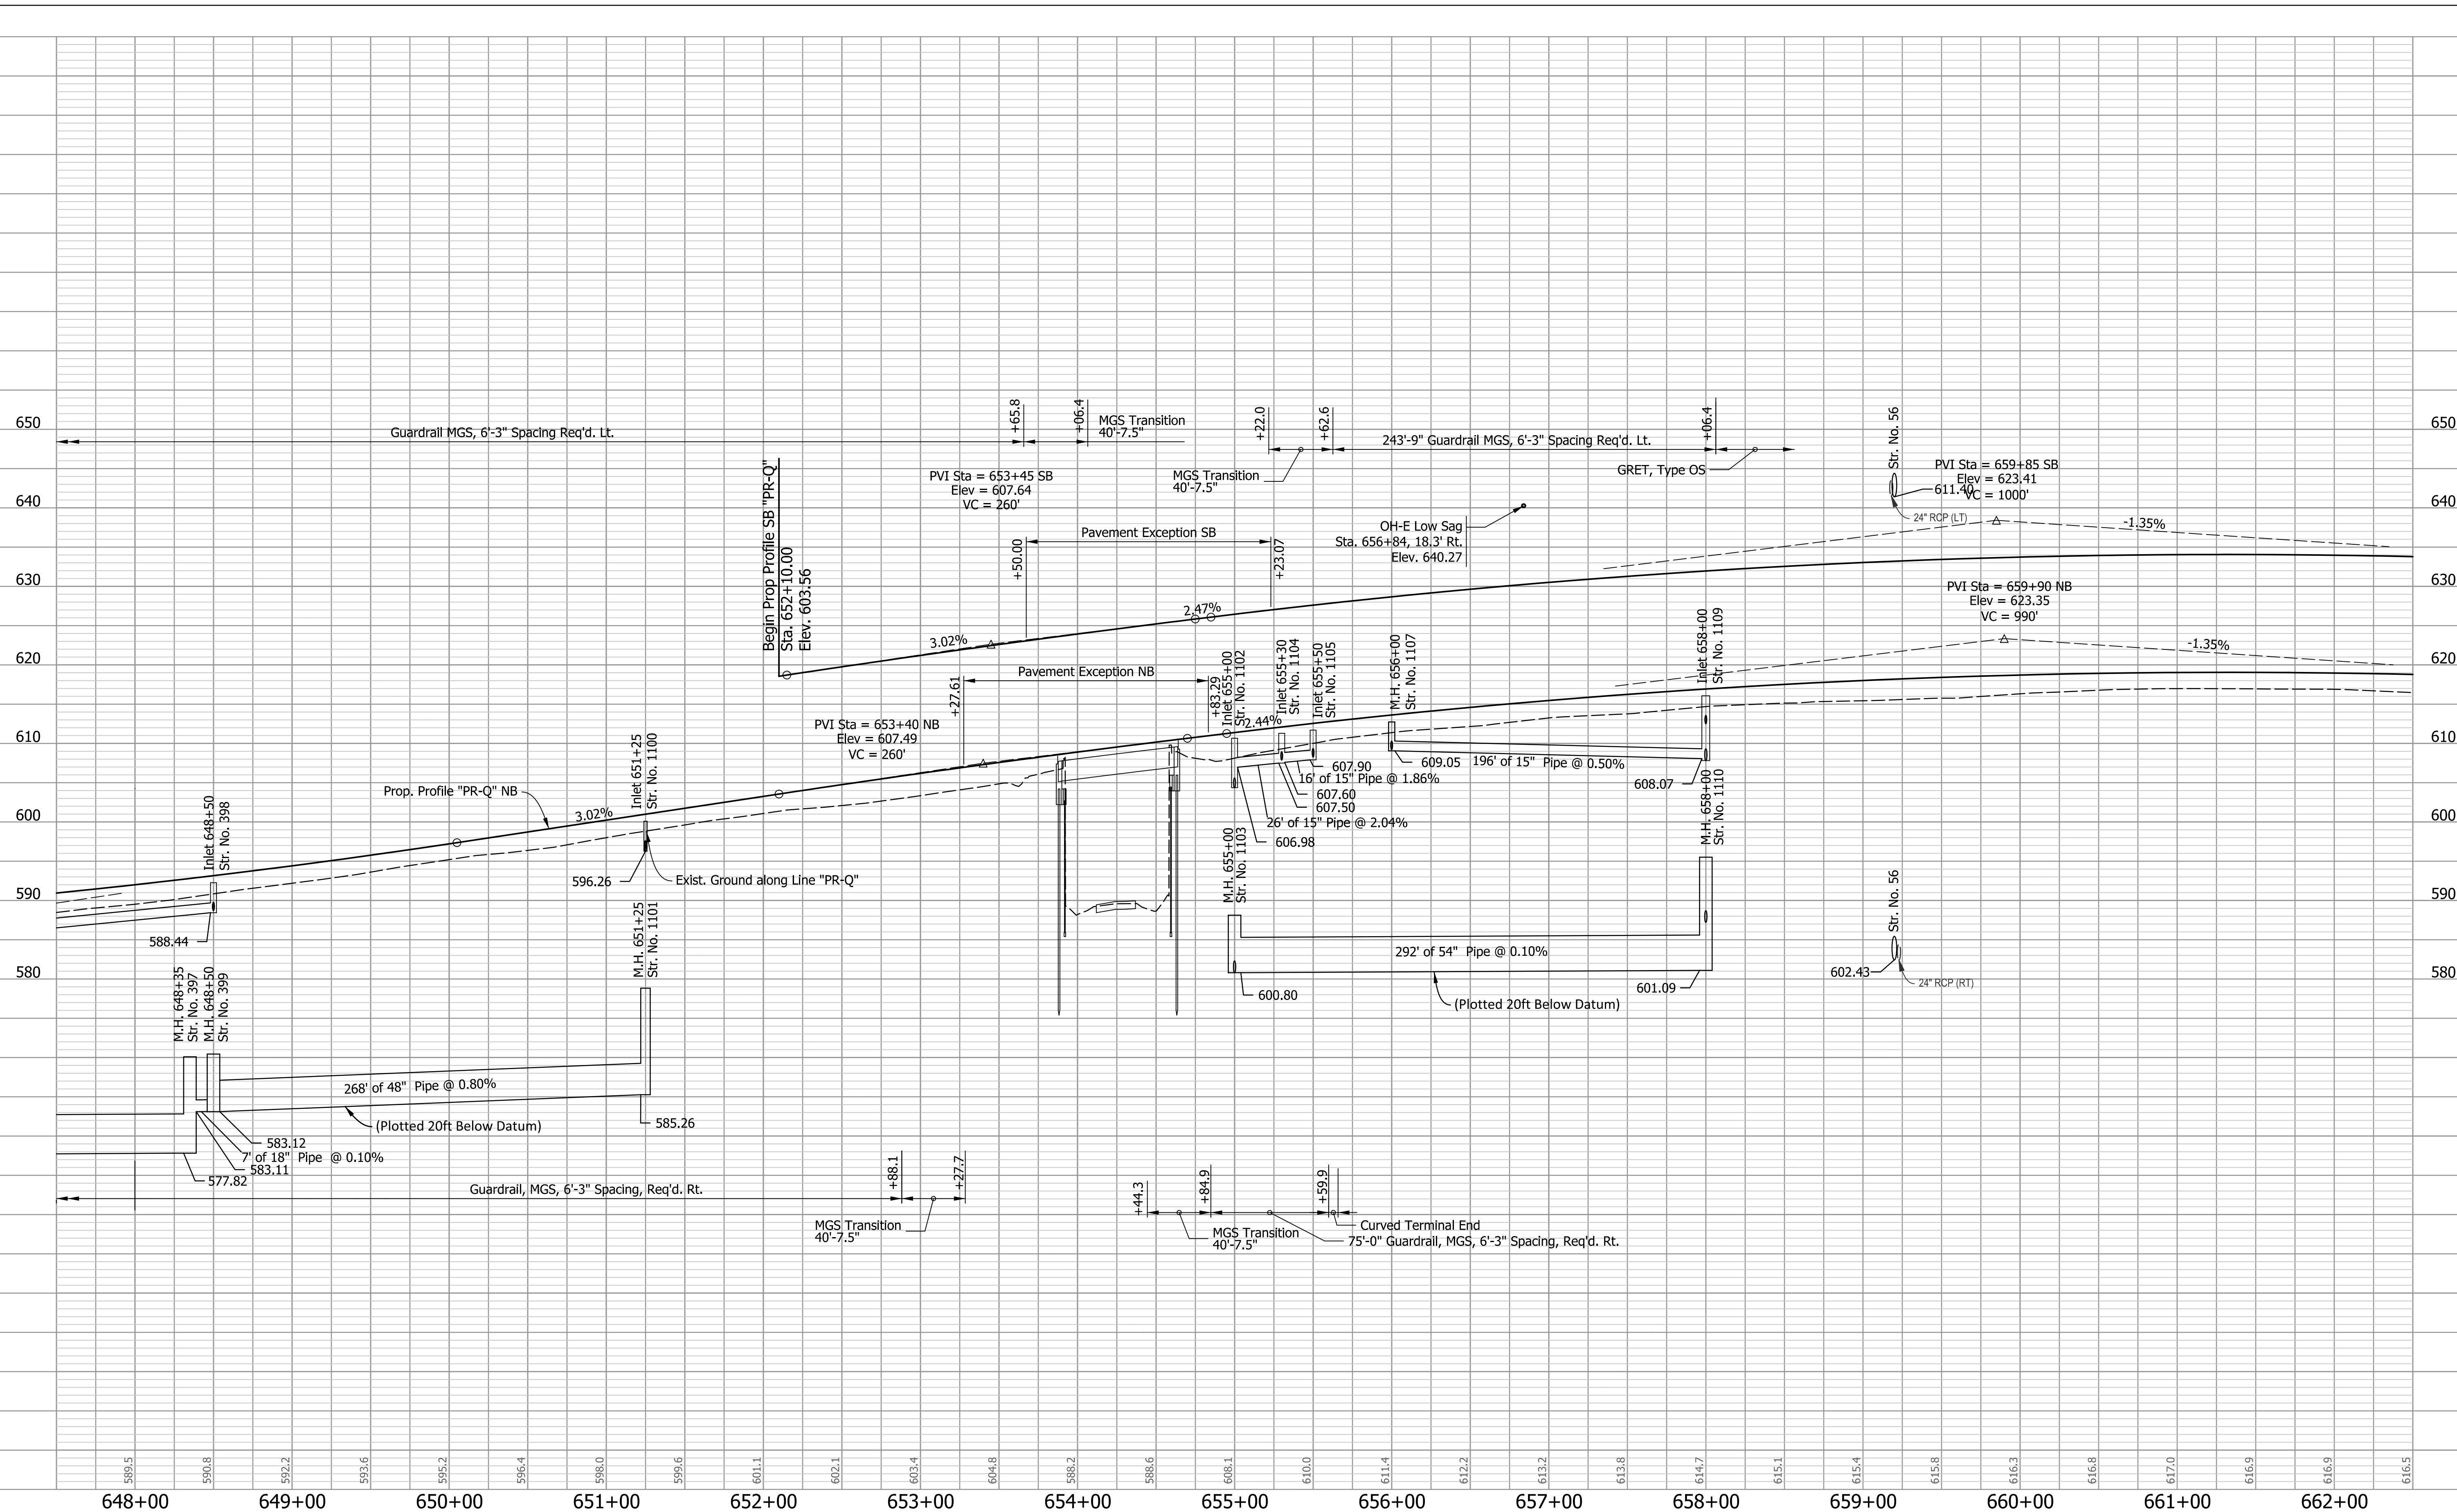 650
640
630
620
610
600
590
580
650
640
630
620
610
600
590
580
Guardrail MGS, 6'-3" Spacing Req'd. Lt.
+65.8
+06.4
MGS Transition
40'-7.5"
+22.0
+62.6
MGS Transition
40'-7.5"
243'-9" Guardrail MGS, 6'-3" Spacing Req'd. Lt.
+06.4
GRET, Type OS
Str. No. 56
611.40
24" RCP (LT)
PVI Sta = 659+85 SB
Elev = 623.41
VC = 1000'
-1.35%
Begin Prop Profile SB "PR-Q"
Sta. 652+10.00
Elev. 603.56
PVI Sta = 653+45 SB
Elev = 607.64
VC = 260'
Pavement Exception SB
+50.00
+23.07
OH-E Low Sag
Sta. 656+84, 18.3' Rt.
Elev. 640.27
3.02%
2.47%
PVI Sta = 659+90 NB
Elev = 623.35
VC = 990'
-1.35%
Pavement Exception NB
+27.61
+83.29
PVI Sta = 653+40 NB
Elev = 607.49
VC = 260'
2.44%
Inlet 655+00
Str. No. 1102
Inlet 655+30
Str. No. 1104
Inlet 655+50
Str. No. 1105
M.H. 656+00
Str. No. 1107
Inlet 658+00
Str. No. 1109
607.90
16' of 15" Pipe @ 1.86%
607.60
607.50
26' of 15" Pipe @ 2.04%
606.98
609.05
196' of 15" Pipe @ 0.50%
608.07
M.H. 658+00
Str. No. 1110
Prop. Profile "PR-Q" NB
3.02%
Inlet 651+25
Str. No. 1100
596.26
Exist. Ground along Line "PR-Q"
Inlet 648+50
Str. No. 398
588.44
M.H. 655+00
Str. No. 1103
292' of 54" Pipe @ 0.10%
600.80
601.09
(Plotted 20ft Below Datum)
Str. No. 56
602.43
24" RCP (RT)
M.H. 648+35
Str. No. 397
M.H. 648+50
Str. No. 399
M.H. 651+25
Str. No. 1101
268' of 48" Pipe @ 0.80%
(Plotted 20ft Below Datum)
585.26
583.12
7' of 18" Pipe @ 0.10%
583.11
577.82
Guardrail, MGS, 6'-3" Spacing, Req'd. Rt.
+88.1
+27.7
MGS Transition
40'-7.5"
+44.3
+84.9
+59.9
MGS Transition
40'-7.5"
Curved Terminal End
75'-0" Guardrail, MGS, 6'-3" Spacing, Req'd. Rt.
589.5 590.8 592.2 593.6 595.2 596.4 598.0 599.6 601.1 602.1 603.4 604.8 588.2 588.6 608.1 610.0 611.4 612.2 613.2 613.8 614.7 615.1 615.4 615.8 616.3 616.8 617.0 616.9 616.9 616.5
648+00 649+00 650+00 651+00 652+00 653+00 654+00 655+00 656+00 657+00 658+00 659+00 660+00 661+00 662+00